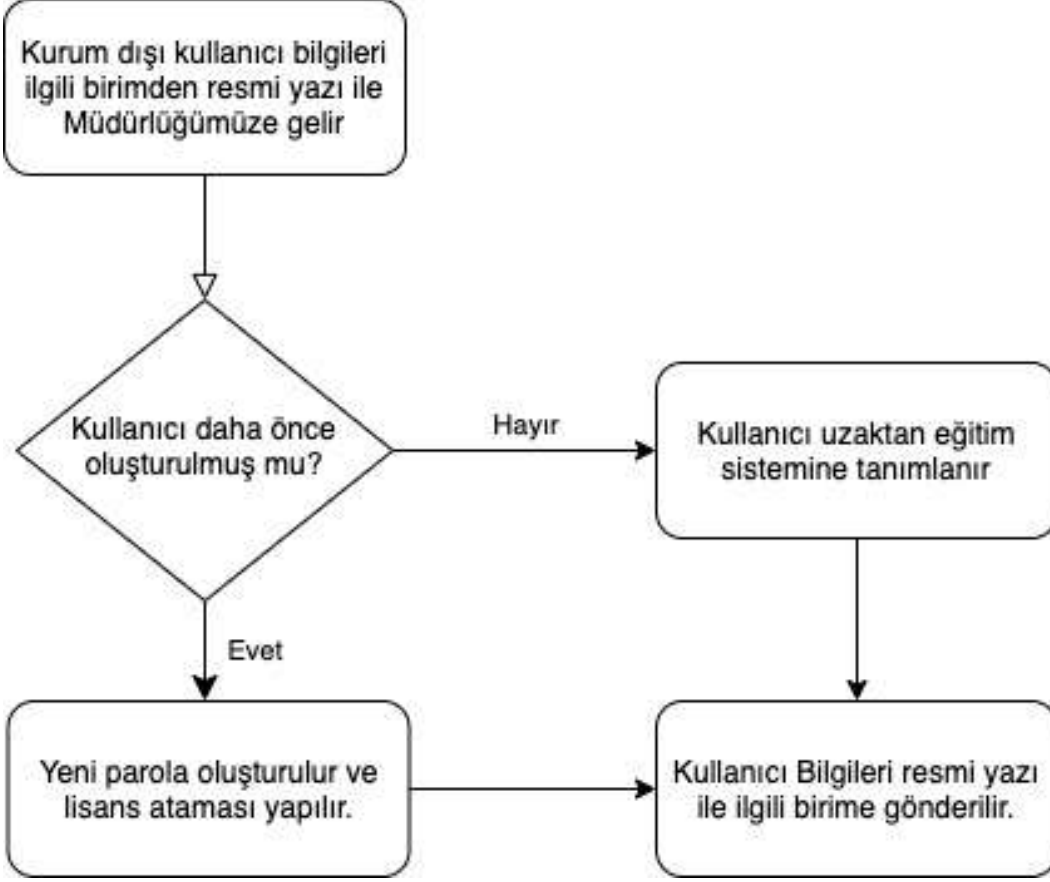 Kurum dışı kullanıcı bilgileri
ilgili birimden resmi yazı ile
Müdürlüğümüze gelir
Kullanıcı daha önce
oluşturulmuş mu?
Hayır
Kullanıcı uzaktan eğitim
sistemine tanımlanır
Evet
Yeni parola oluşturulur ve
lisans ataması yapılır.
Kullanıcı Bilgileri resmi yazı
ile ilgili birime gönderilir.